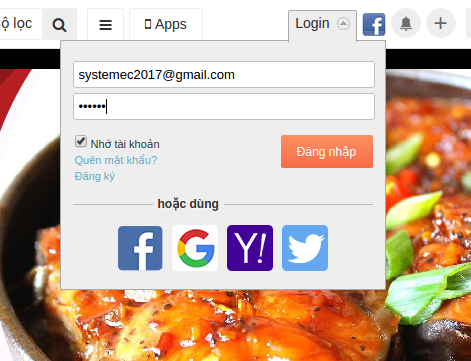 ộ lọc
Apps
Login
systemec2017@gmail.com
••••••
Nhớ tài khoản
Đăng nhập
Quên mật khẩu?
Đăng ký
hoặc dùng
f G Y!